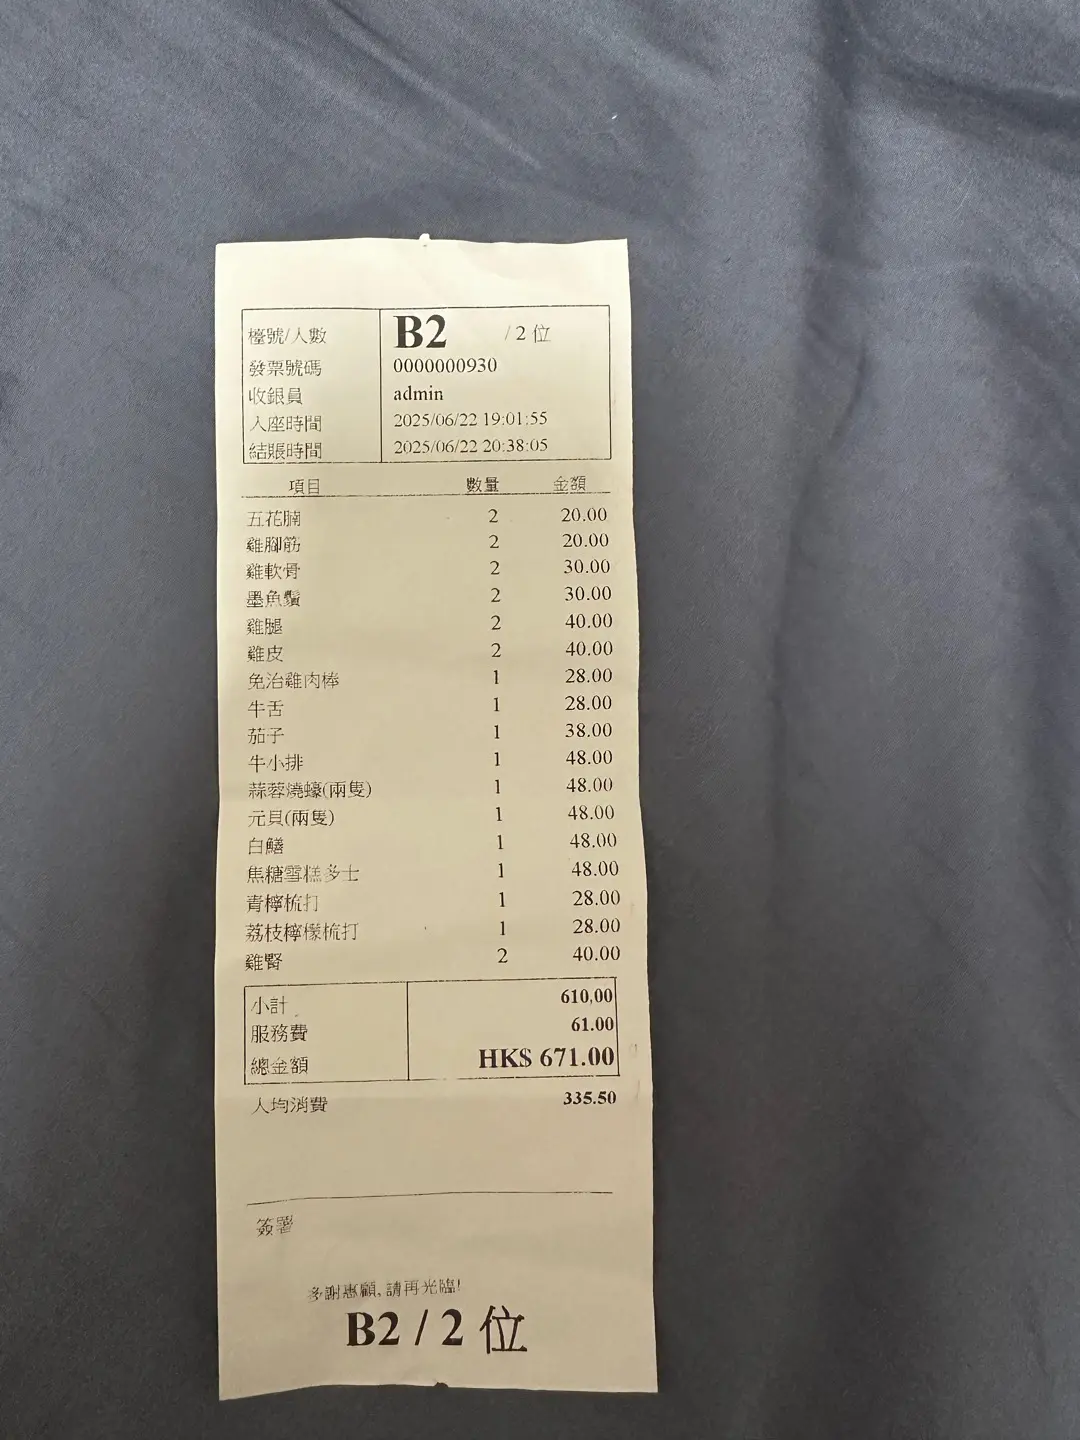 檯號/人數 B2 / 2 位
發票號碼 0000000930
收銀員 admin
入座時間 2025/06/22 19:01:55
結賬時間 2025/06/22 20:38:05
項目 數量 金額
五花腩 2 20.00
雞腳筋 2 20.00
雞軟骨 2 30.00
墨魚鬚 2 30.00
雞腿 2 40.00
雞皮 2 40.00
免治雞肉棒 1 28.00
牛舌 1 28.00
茄子 1 38.00
牛小排 1 48.00
蒜蓉燒蠔(兩隻) 1 48.00
元貝(兩隻) 1 48.00
白鱔 1 48.00
焦糖雪糕多士 1 48.00
青檸梳打 1 28.00
荔枝檸檬梳打 1 28.00
雞腎 2 40.00
小計 610.00
服務費 61.00
總金額 HK$ 671.00
人均消費 335.50
簽署
多謝惠顧, 請再光臨!
B2 / 2 位